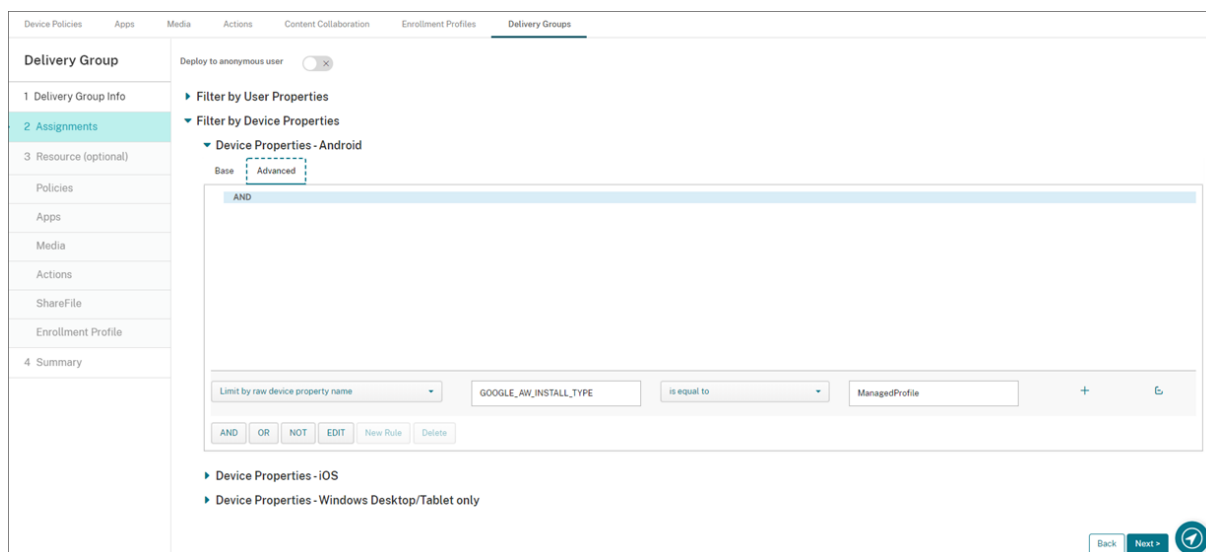 Device Policies Apps Media Actions Content Collaboration Enrollment Profiles Delivery Groups
Delivery Group
1 Delivery Group Info
2 Assignments
3 Resource (optional)
Policies
Apps
Media
Actions
ShareFile
Enrollment Profile
4 Summary
Deploy to anonymous user
Filter by User Properties
Filter by Device Properties
Device Properties - Android
Base Advanced
AND
Limit by raw device property name GOOGLE_AW_INSTALL_TYPE is equal to ManagedProfile
AND OR NOT EDIT New Rule Delete
Device Properties - iOS
Device Properties - Windows Desktop/Tablet only
Back Next >